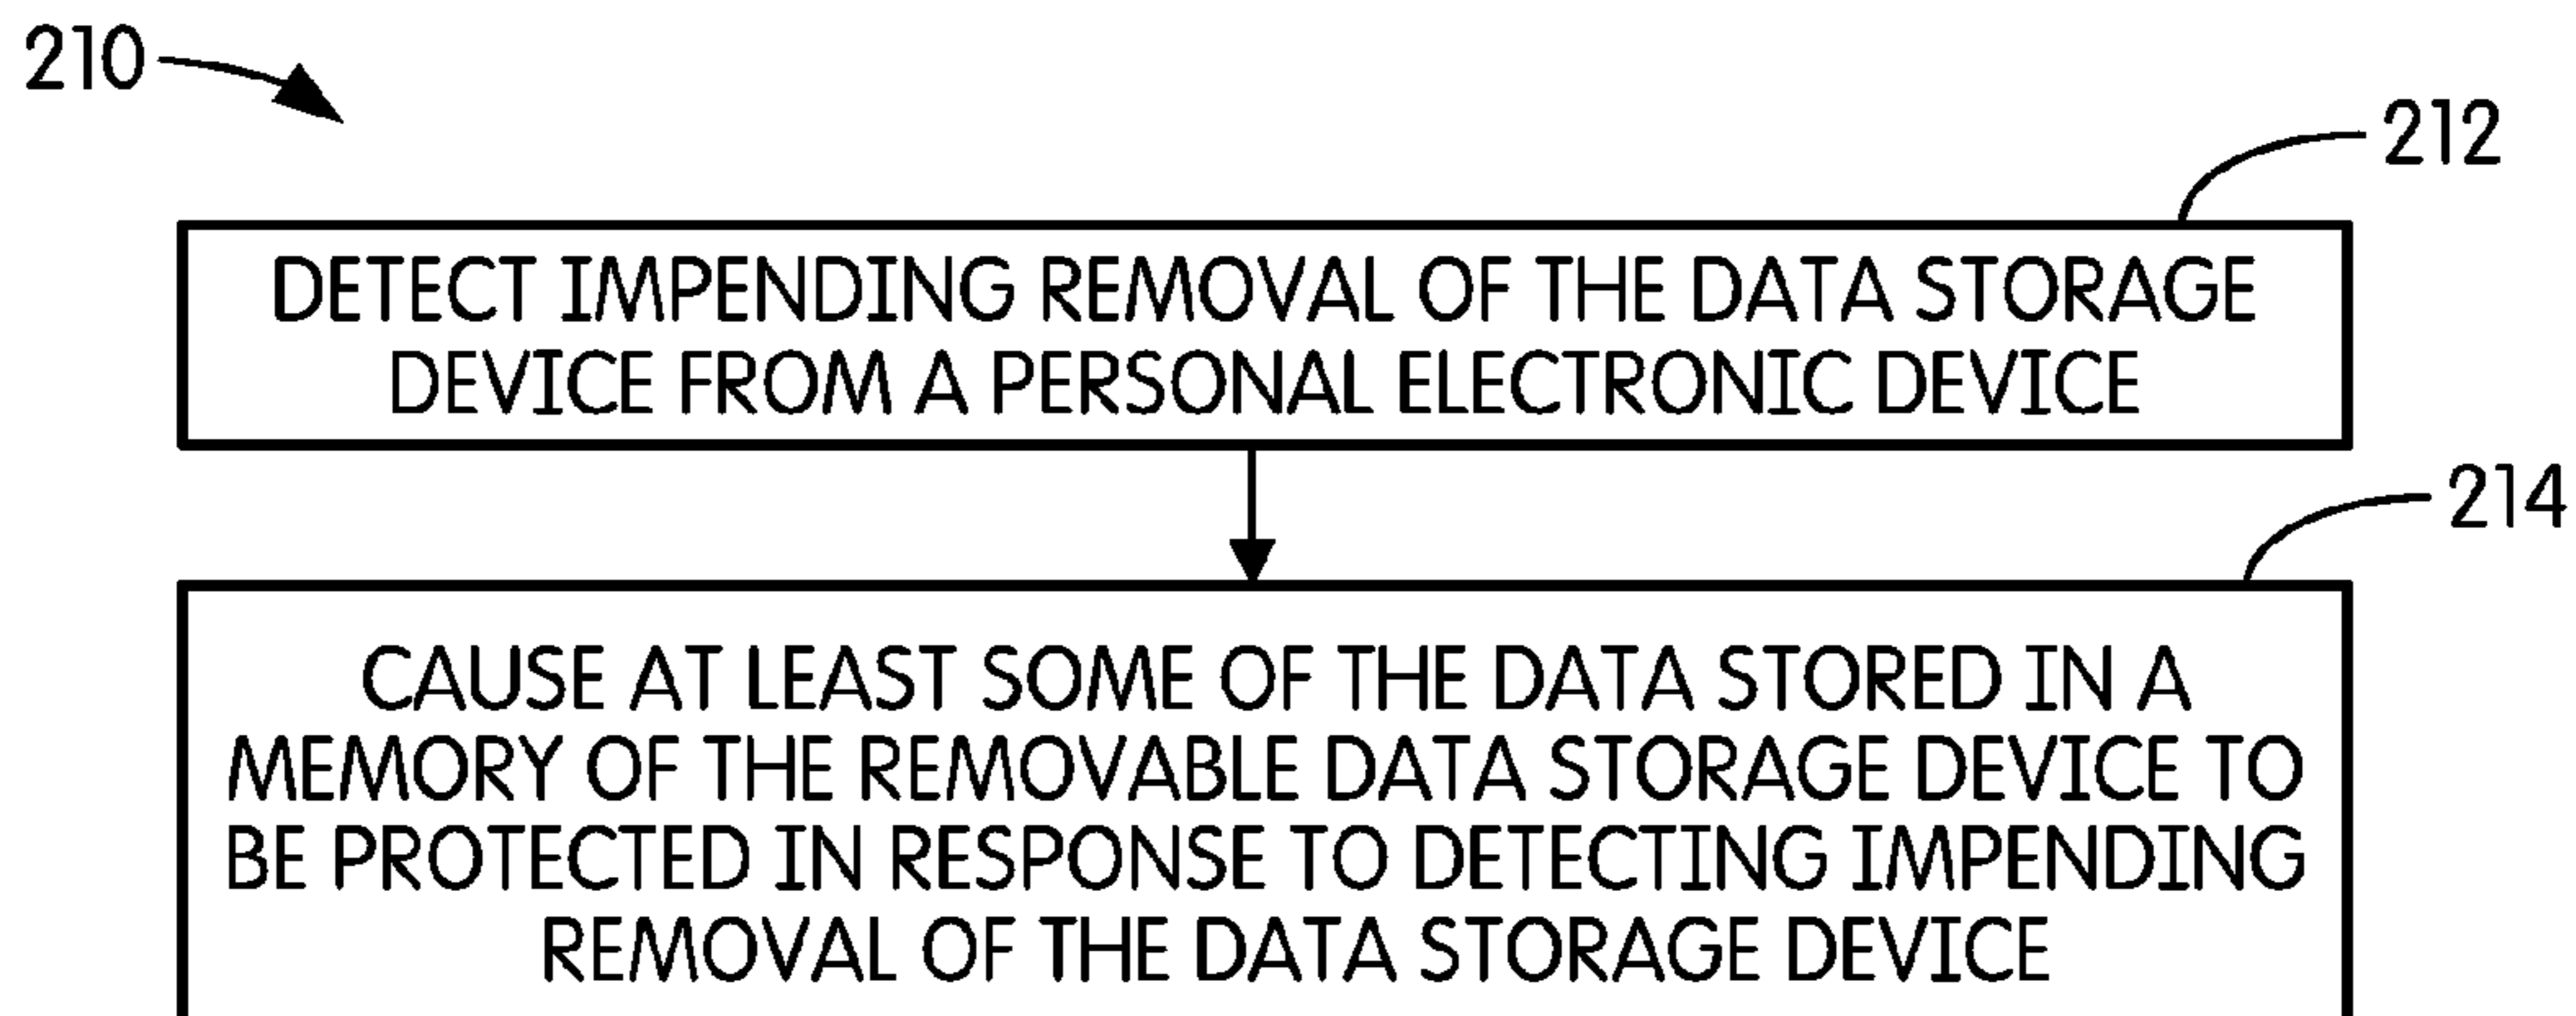 210
212
DETECT IMPENDING REMOVAL OF THE DATA STORAGE
DEVICE FROM A PERSONAL ELECTRONIC DEVICE
214
CAUSE AT LEAST SOME OF THE DATA STORED IN A
MEMORY OF THE REMOVABLE DATA STORAGE DEVICE TO
BE PROTECTED IN RESPONSE TO DETECTING IMPENDING
REMOVAL OF THE DATA STORAGE DEVICE